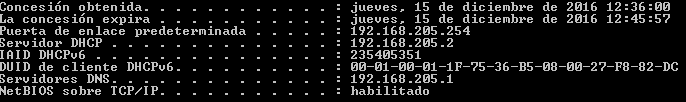 Concesión obtenida. . . . . . . . . . . . : jueves, 15 de diciembre de 2016 12:36:00
La concesión expira . . . . . . . . . . . : jueves, 15 de diciembre de 2016 12:45:57
Puerta de enlace predeterminada . . . . . : 192.168.205.254
Servidor DHCP . . . . . . . . . . . . . . : 192.168.205.2
IAID DHCPv6 . . . . . . . . . . . . . . . : 235405351
DUID de cliente DHCPv6. . . . . . . . . . : 00-01-00-01-1F-75-36-B5-08-00-27-F8-82-DC
Servidores DNS. . . . . . . . . . . . . . : 192.168.205.1
NetBIOS sobre TCP/IP. . . . . . . . . . . : habilitado